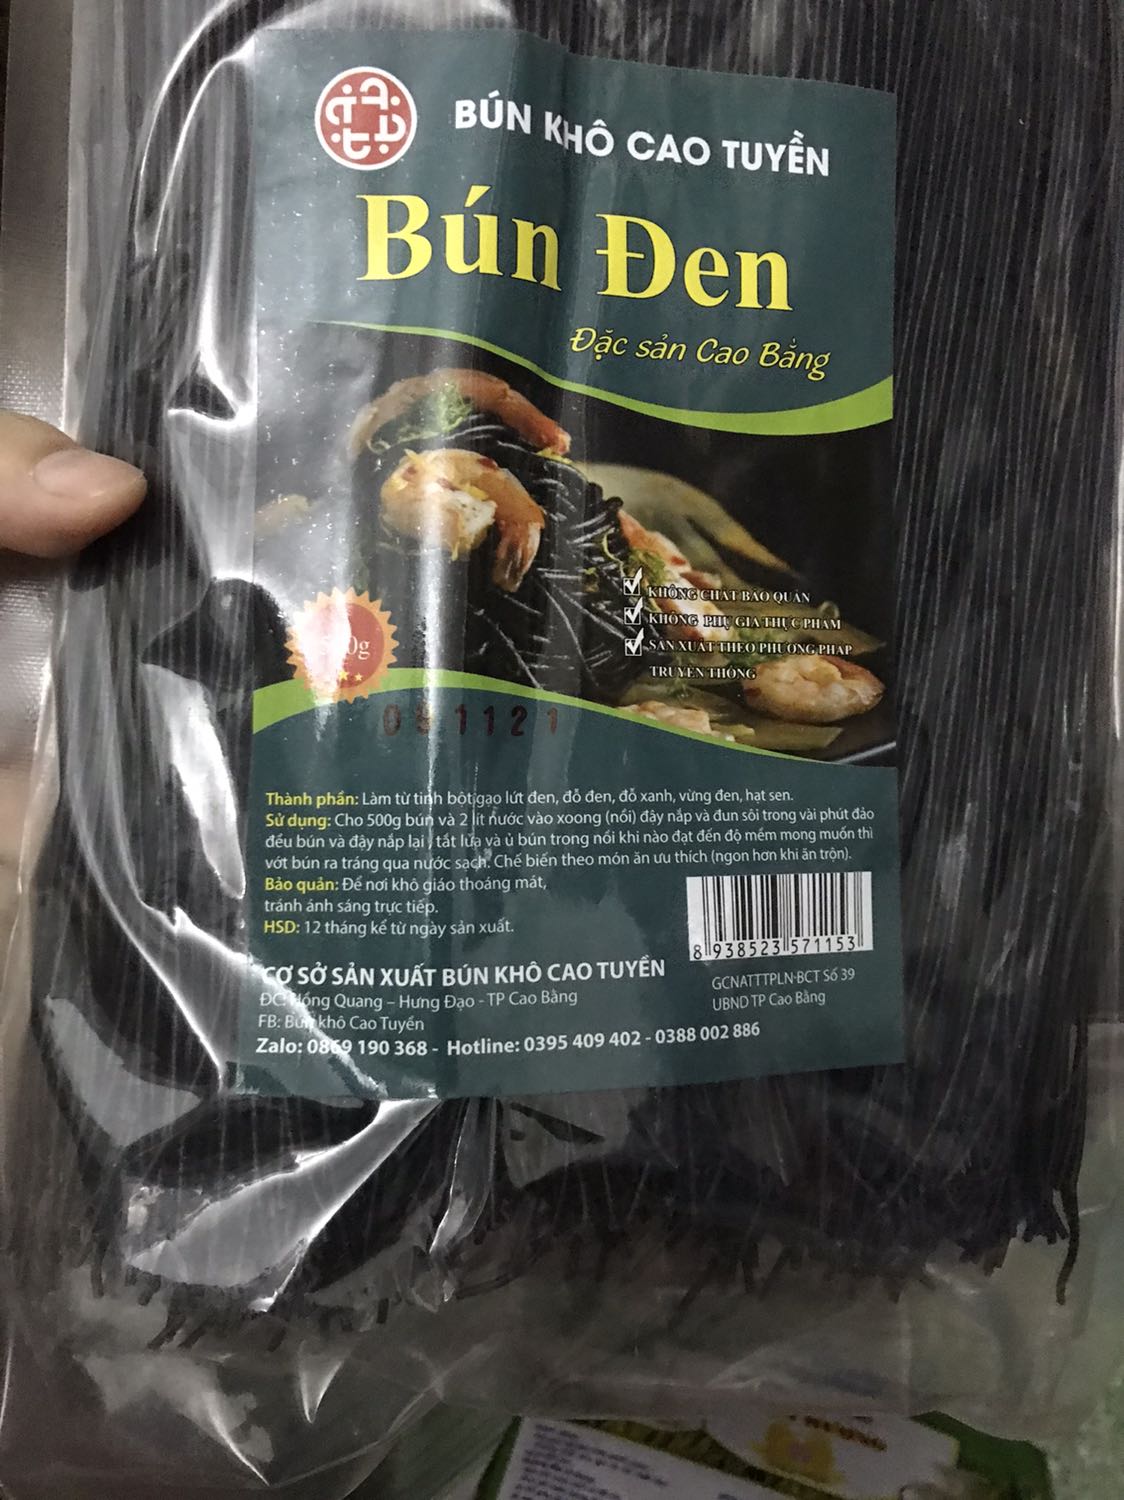 BÚN KHÔ CAO TUYỀN
Bún Đen
Đặc sản Cao Bằng
KHÔNG CHẤT BẢO QUẢN
KHÔNG PHỤ GIA THỰC PHẨM
SẢN XUẤT THEO PHƯƠNG PHÁP
TRUYỀN THỐNG
1121
Thành phần: Làm từ tinh bột gạo lứt đen, đỗ đen, đỗ xanh, vừng đen, hạt sen.
Sử dụng: Cho 500g bún và 2 lít nước vào xoong (nồi) đậy nắp và đun sôi trong vài phút đảo
đều bún và đậy nắp lại, tắt lửa và ủ bún trong nồi khi nào đạt đến độ mềm mong muốn thì
vớt bún ra tráng qua nước sạch. Chế biến theo món ăn ưu thích (ngon hơn khi ăn trộn).
Bảo quản: Để nơi khô giáo thoáng mát,
tránh ánh sáng trực tiếp.
HSD: 12 tháng kể từ ngày sản xuất.
8 938523 571153
CƠ SỞ SẢN XUẤT BÚN KHÔ CAO TUYỀN
ĐC: Hồng Quang – Hưng Đạo - TP Cao Bằng
FB: Bún khô Cao Tuyền
Zalo: 0869 190 368 - Hotline: 0395 409 402 - 0388 002 886
GCNATTTPLN-BCT Số 39
UBND TP Cao Bằng